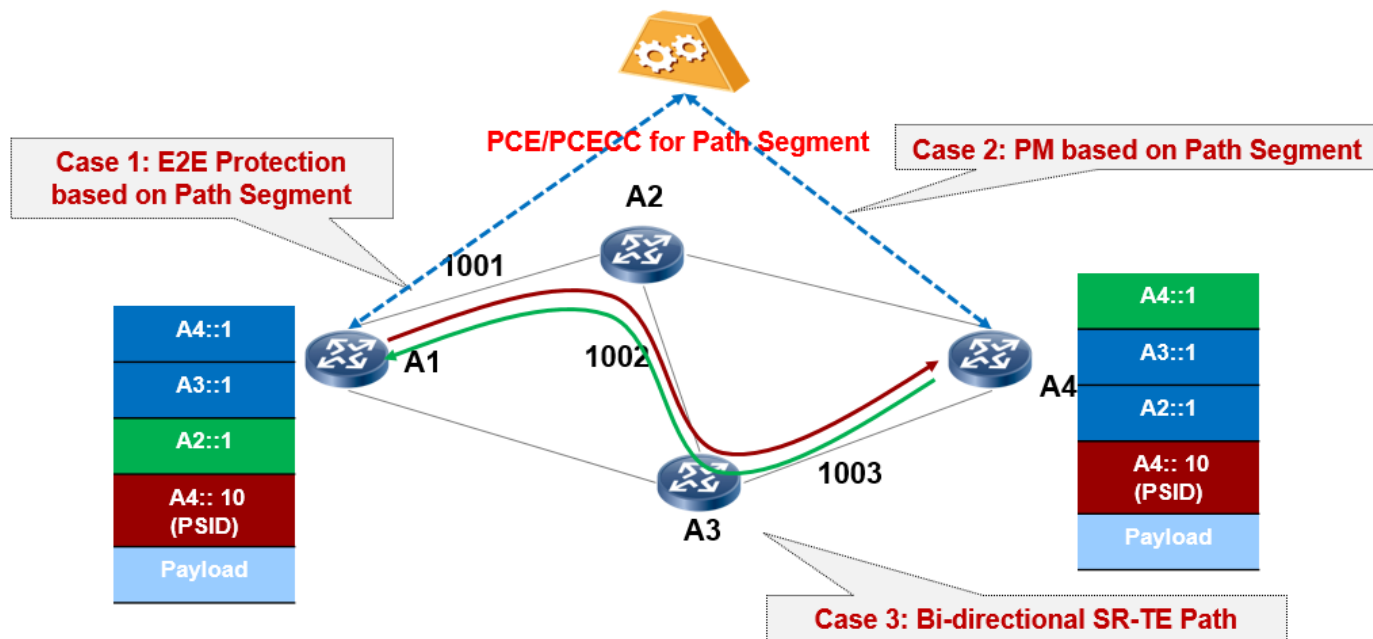 PCE/PCECC for Path Segment
Case 1: E2E Protection
based on Path Segment
Case 2: PM based on Path Segment
A2
1001
A4::1
A3::1
A2::1
A4:: 10
(PSID)
Payload
A1
1002
A4
1003
A3
A4::1
A3::1
A2::1
A4:: 10
(PSID)
Payload
Case 3: Bi-directional SR-TE Path